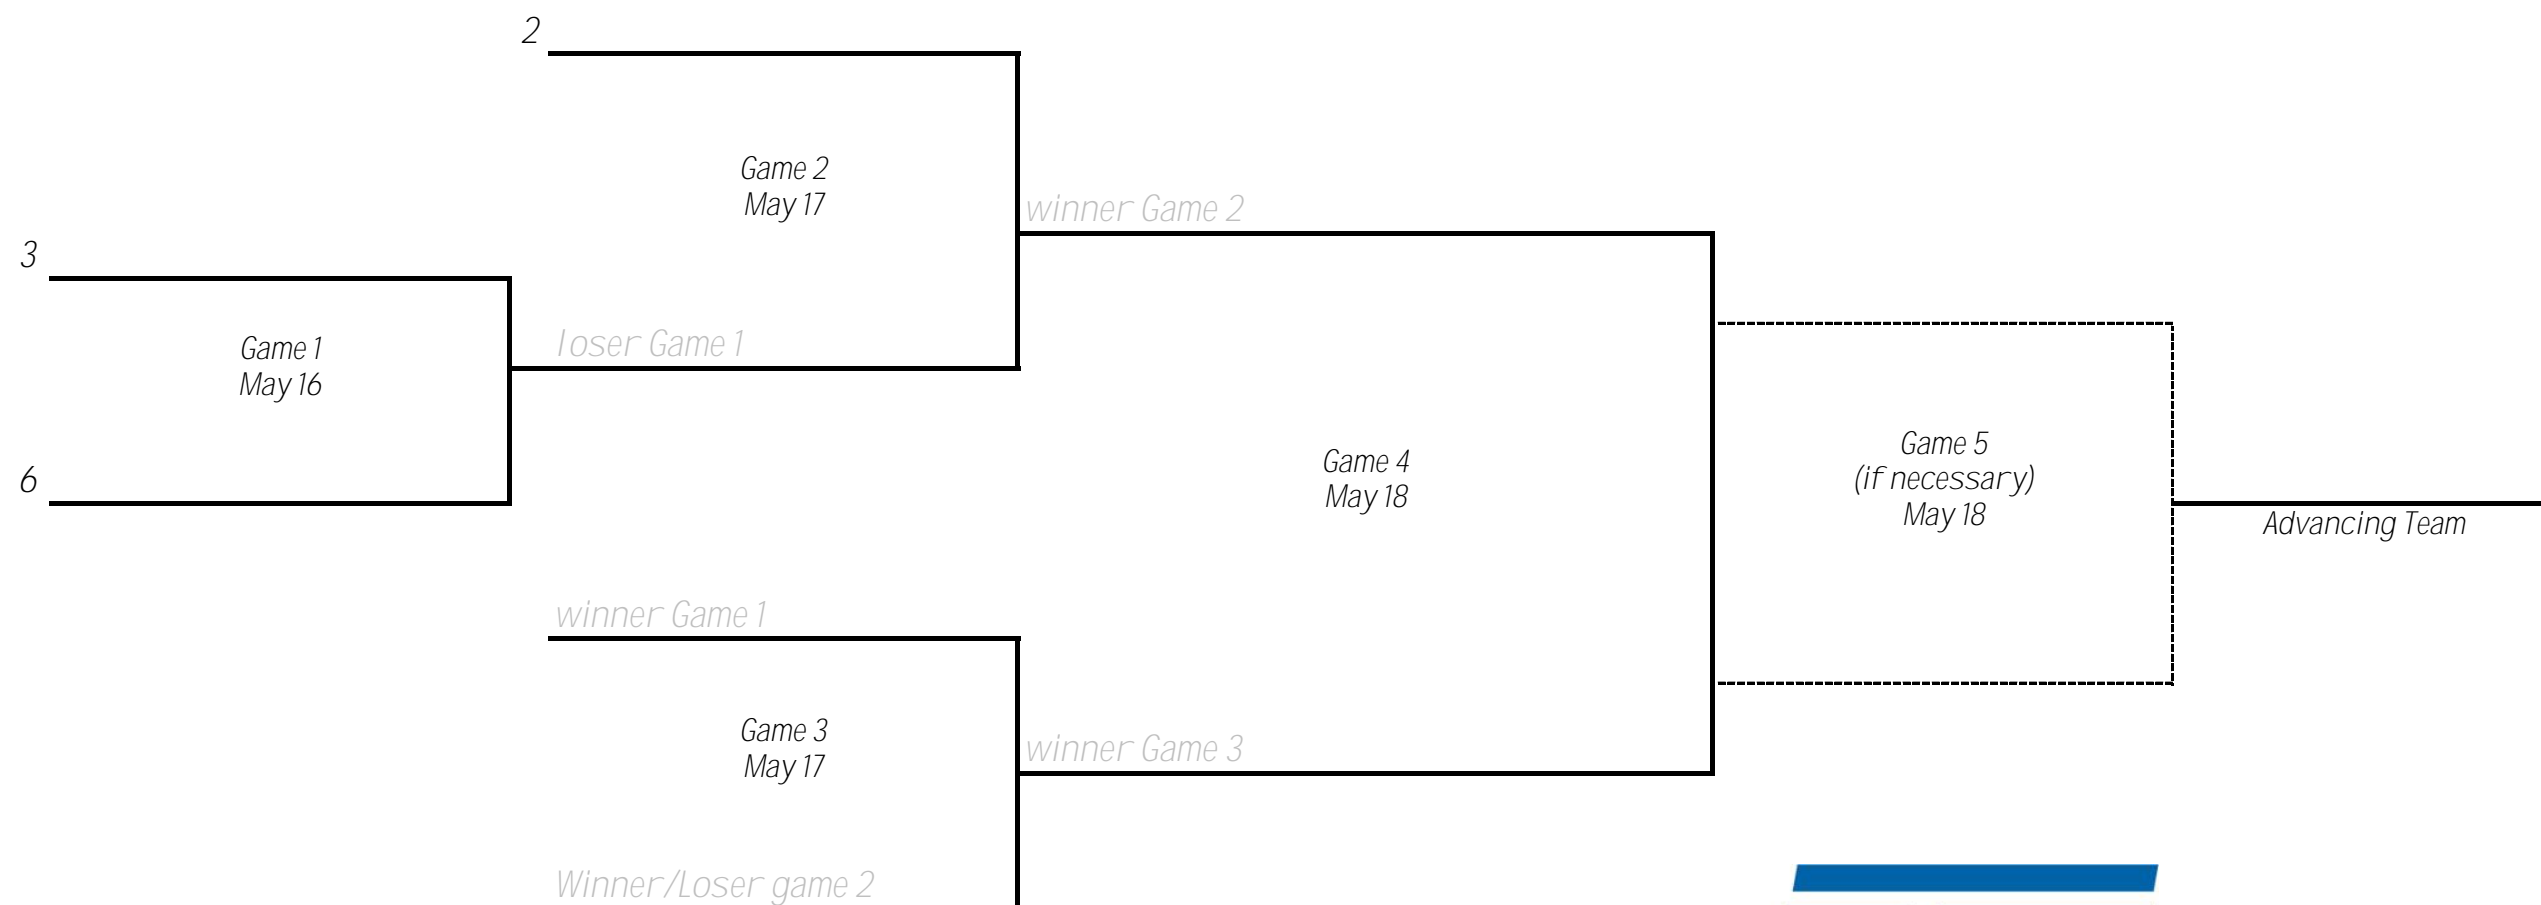 2
Game 2
May 17
winner Game 2
3
Game 1
May 16
loser Game 1
6
Game 4
May 18
Game 5
(if necessary)
May 18
Advancing Team
winner Game 1
Game 3
May 17
winner Game 3
Winner/Loser game 2